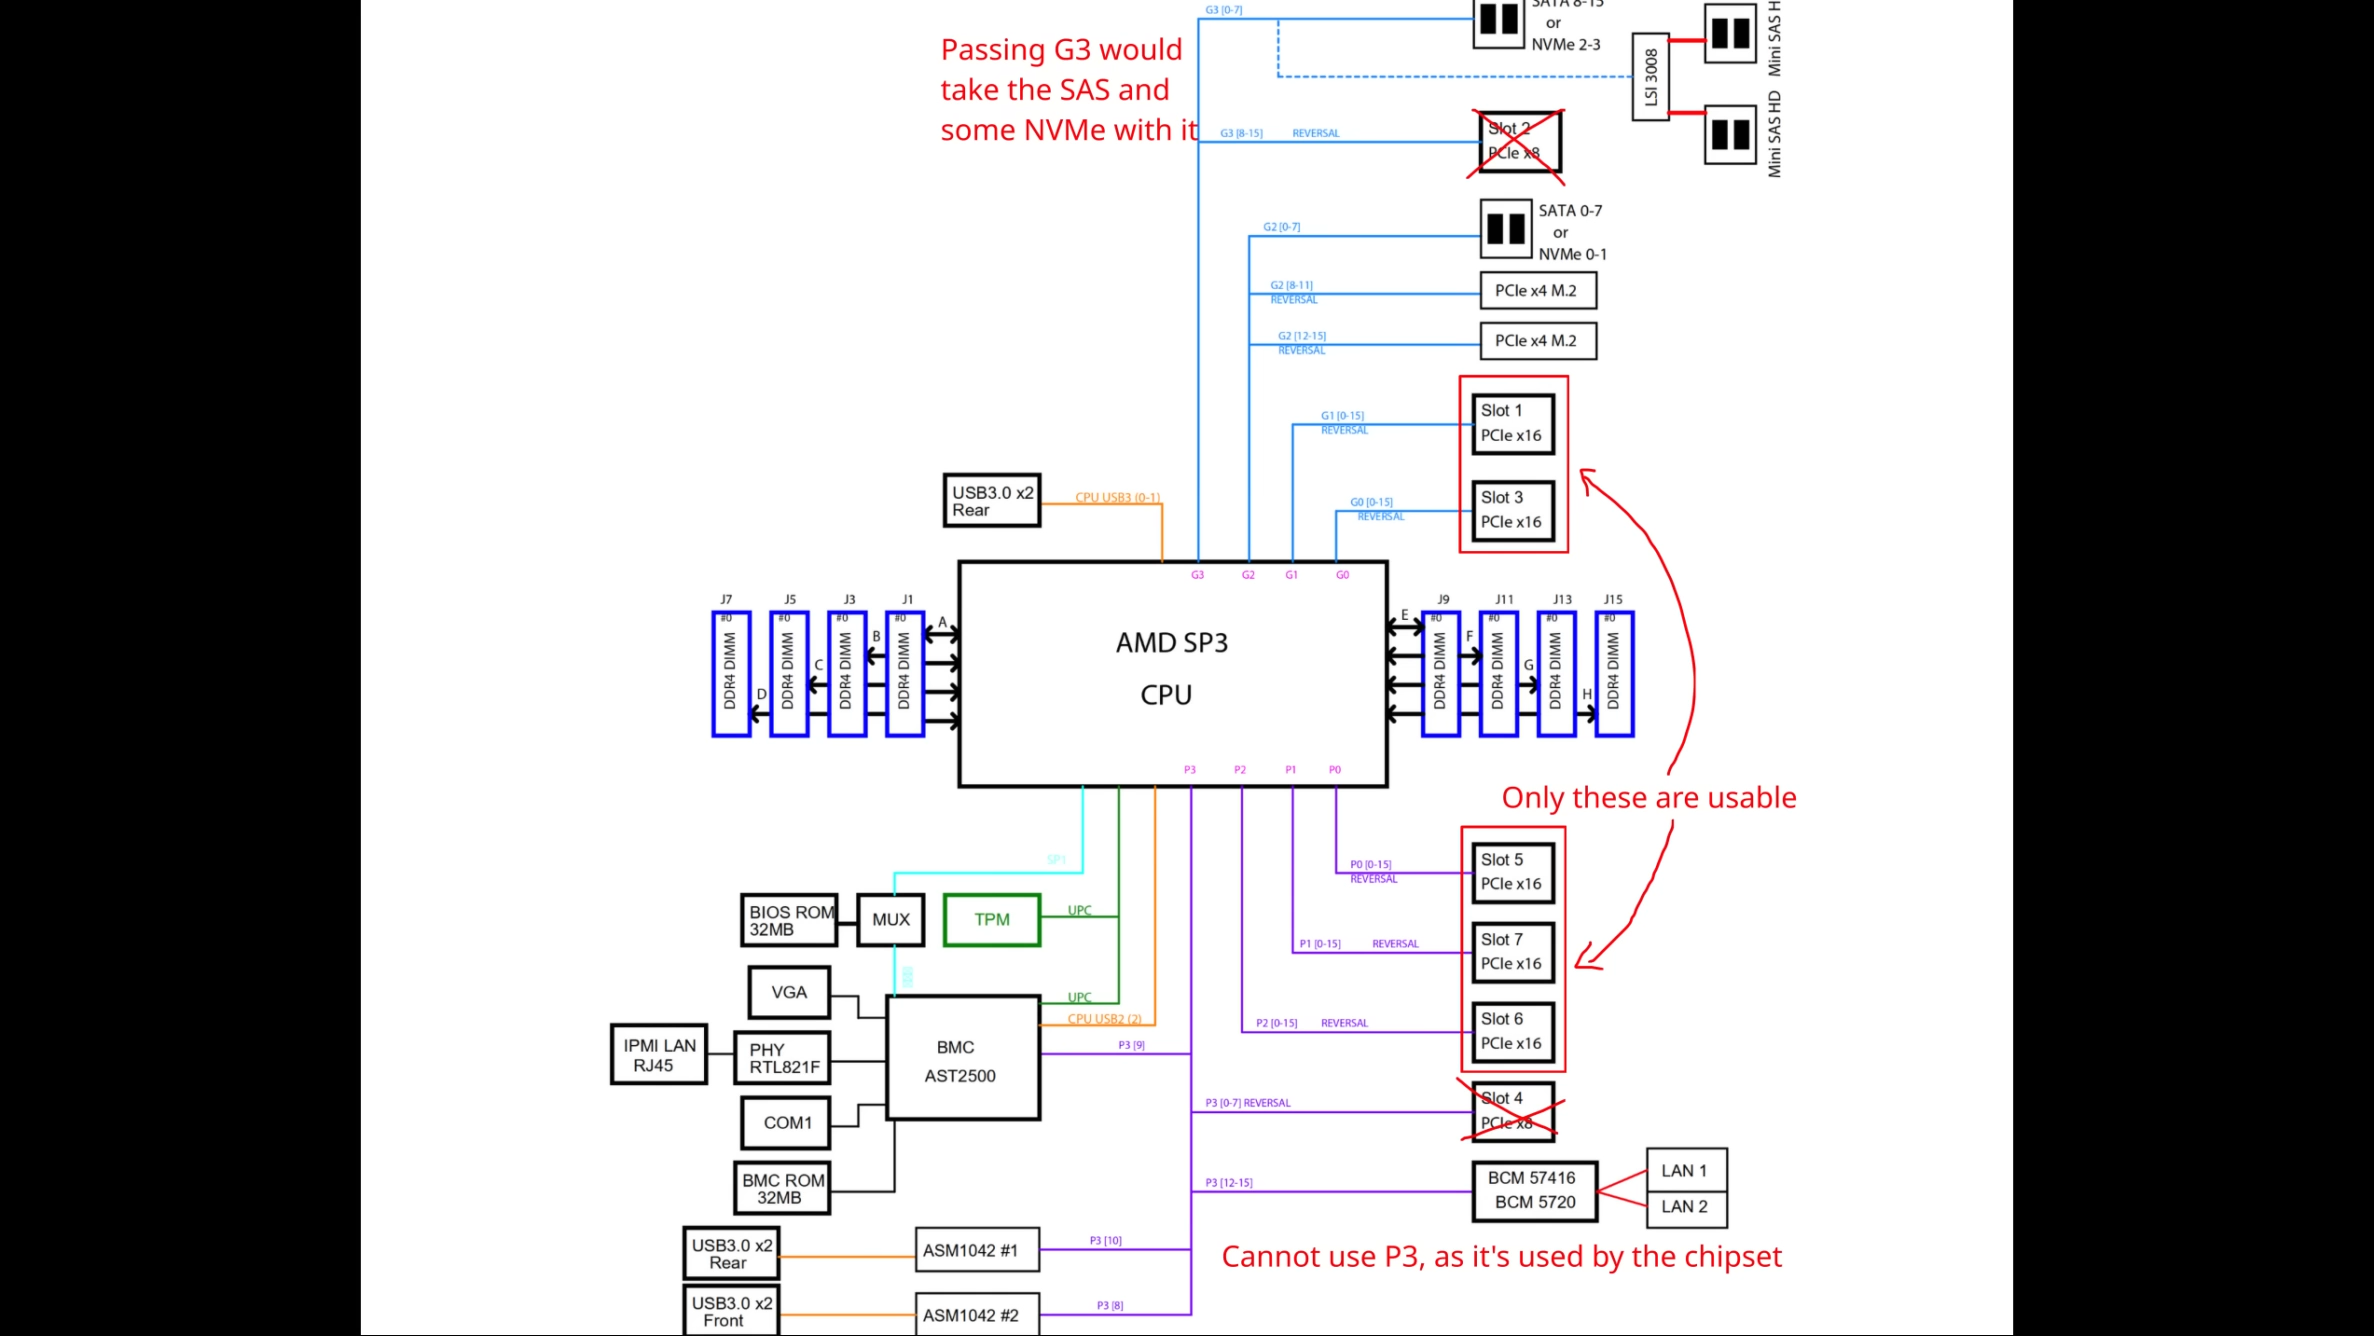 G3 [0-7]
SATA 8-15
or
NVMe 2-3
LSI 3008
Mini SAS H
Mini SAS HD
Passing G3 would
take the SAS and
some NVMe with it
G3 [8-15] REVERSAL
Slot 2
PCIe x8
G2 [0-7]
SATA 0-7
or
NVMe 0-1
G2 [8-11]
REVERSAL
PCIe x4 M.2
G2 [12-15]
REVERSAL
PCIe x4 M.2
G1 [0-15]
REVERSAL
Slot 1
PCIe x16
G0 [0-15]
REVERSAL
Slot 3
PCIe x16
USB3.0 x2
Rear
CPU USB3 (0-1)
G3 G2 G1 G0
AMD SP3
CPU
J7 J5 J3 J1
#0 #0 #0 #0
DDR4 DIMM DDR4 DIMM DDR4 DIMM DDR4 DIMM
A
B
C
D
J9 J11 J13 J15
#0 #0 #0 #0
DDR4 DIMM DDR4 DIMM DDR4 DIMM DDR4 DIMM
E
F
G
H
P3 P2 P1 P0
Only these are usable
P0 [0-15]
REVERSAL
Slot 5
PCIe x16
P1 [0-15] REVERSAL
Slot 7
PCIe x16
P2 [0-15] REVERSAL
Slot 6
PCIe x16
SP1
BIOS ROM
32MB
MUX
TPM
UPC
VGA
UPC
CPU USB2 (2)
IPMI LAN
RJ45
PHY
RTL821F
BMC
AST2500
P3 [9]
COM1
BMC ROM
32MB
P3 [0-7] REVERSAL
Slot 4
PCIe x8
P3 [12-15]
BCM 57416
BCM 5720
LAN 1
LAN 2
USB3.0 x2
Rear
ASM1042 #1
P3 [10]
Cannot use P3, as it's used by the chipset
USB3.0 x2
Front
ASM1042 #2
P3 [8]